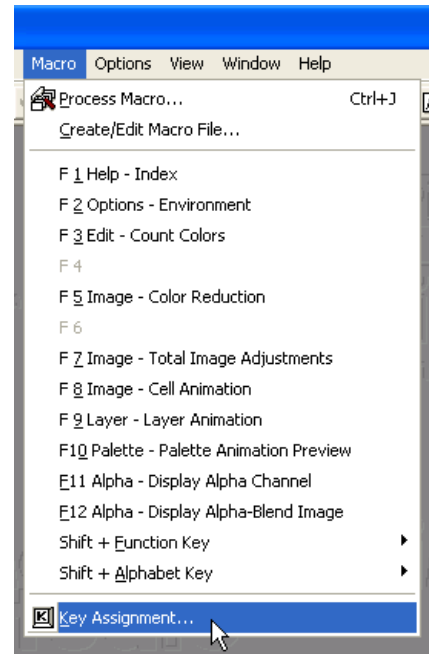 Macro Options View Window Help
Process Macro... Ctrl+J
Create/Edit Macro File...
F 1 Help - Index
F 2 Options - Environment
F 3 Edit - Count Colors
F 4
F 5 Image - Color Reduction
F 6
F 7 Image - Total Image Adjustments
F 8 Image - Cell Animation
F 9 Layer - Layer Animation
F10 Palette - Palette Animation Preview
F11 Alpha - Display Alpha Channel
F12 Alpha - Display Alpha-Blend Image
Shift + Function Key
Shift + Alphabet Key
Key Assignment...